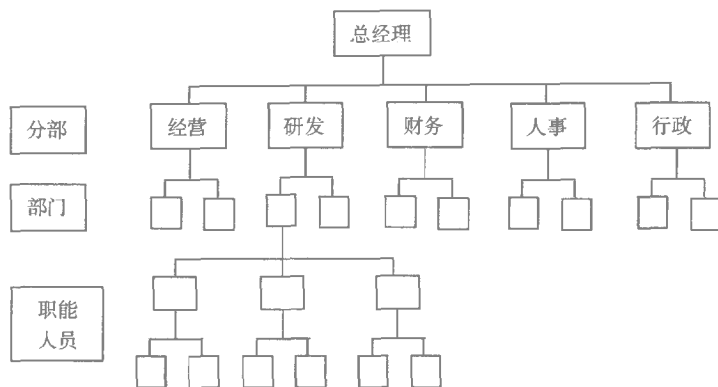 总经理
分部
经营
研发
财务
人事
行政
部门
职能
人员